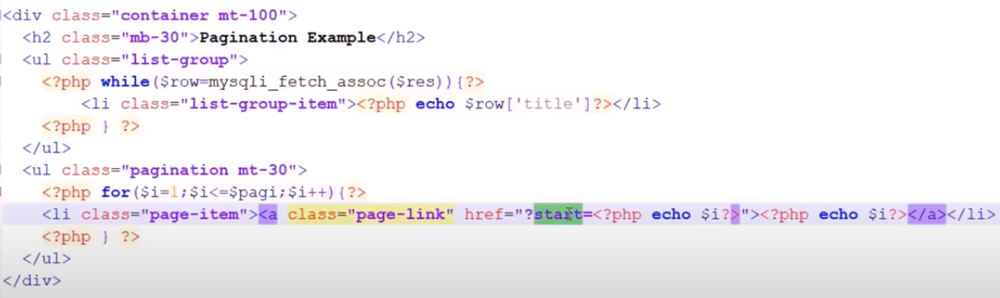 <div class="container mt-100">
<h2 class="mb-30">Pagination Example</h2>
<ul class="list-group">
<?php while($row=mysqli_fetch_assoc($res)){?>
<li class="list-group-item"><?php echo $row['title']?></li>
<?php } ?>
</ul>
<ul class="pagination mt-30">
<?php for($i=1;$i<=$pagi;$i++){?>
<li class="page-item"><a class="page-link" href="?start=<?php echo $i?>"><?php echo $i?></a></li>
<?php } ?>
</ul>
</div>